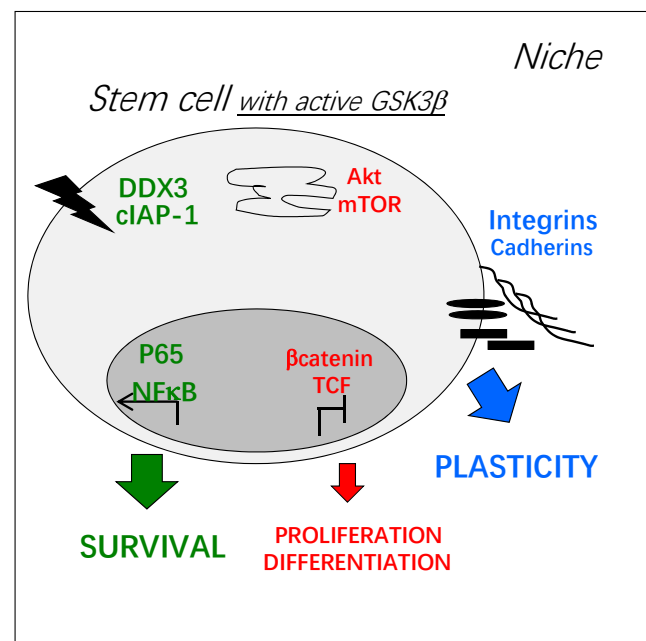 Niche
Stem cell with active GSK3β
DDX3
cIAP-1
Akt
mTOR
Integrins
Cadherins
P65
NFκB
βcatenin
TCF
PLASTICITY
SURVIVAL
PROLIFERATION
DIFFERENTIATION